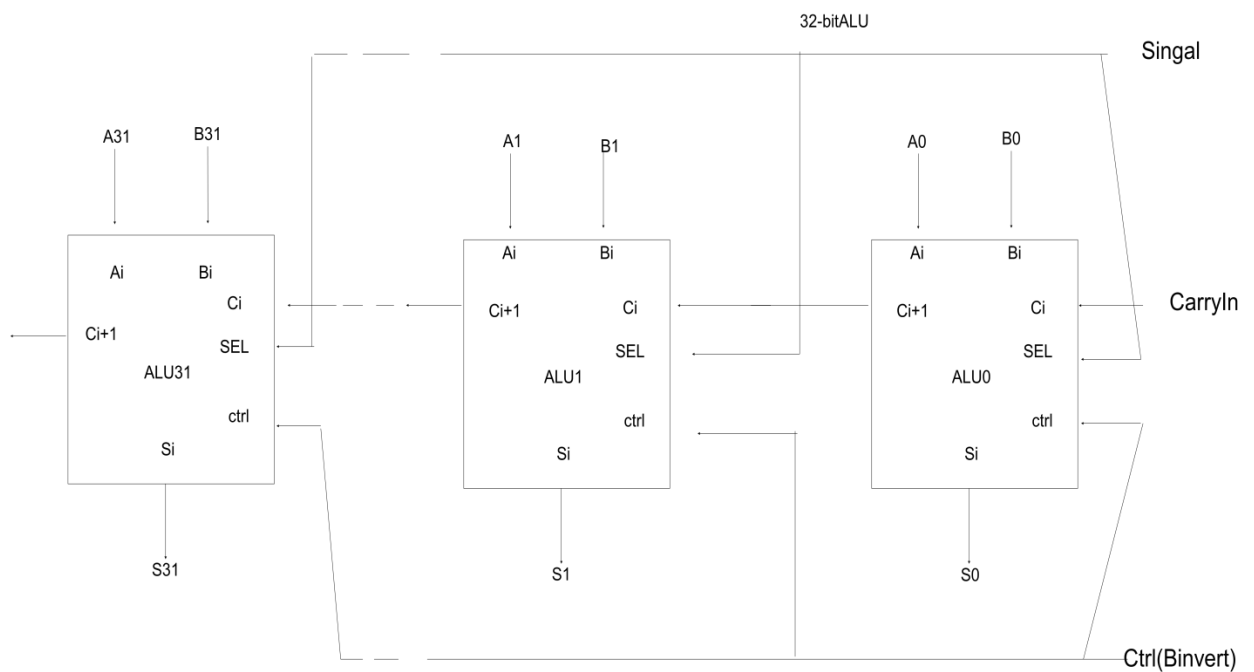 32-bitALU
Singal
A31
B31
A1
B1
A0
B0
Ai
Bi
Ci
Ci+1
SEL
ALU31
ctrl
Si
Ai
Bi
Ci+1
Ci
SEL
ALU1
ctrl
Si
Ai
Bi
Ci+1
Ci
SEL
ALU0
ctrl
Si
CarryIn
S31
S1
S0
Ctrl(Binvert)